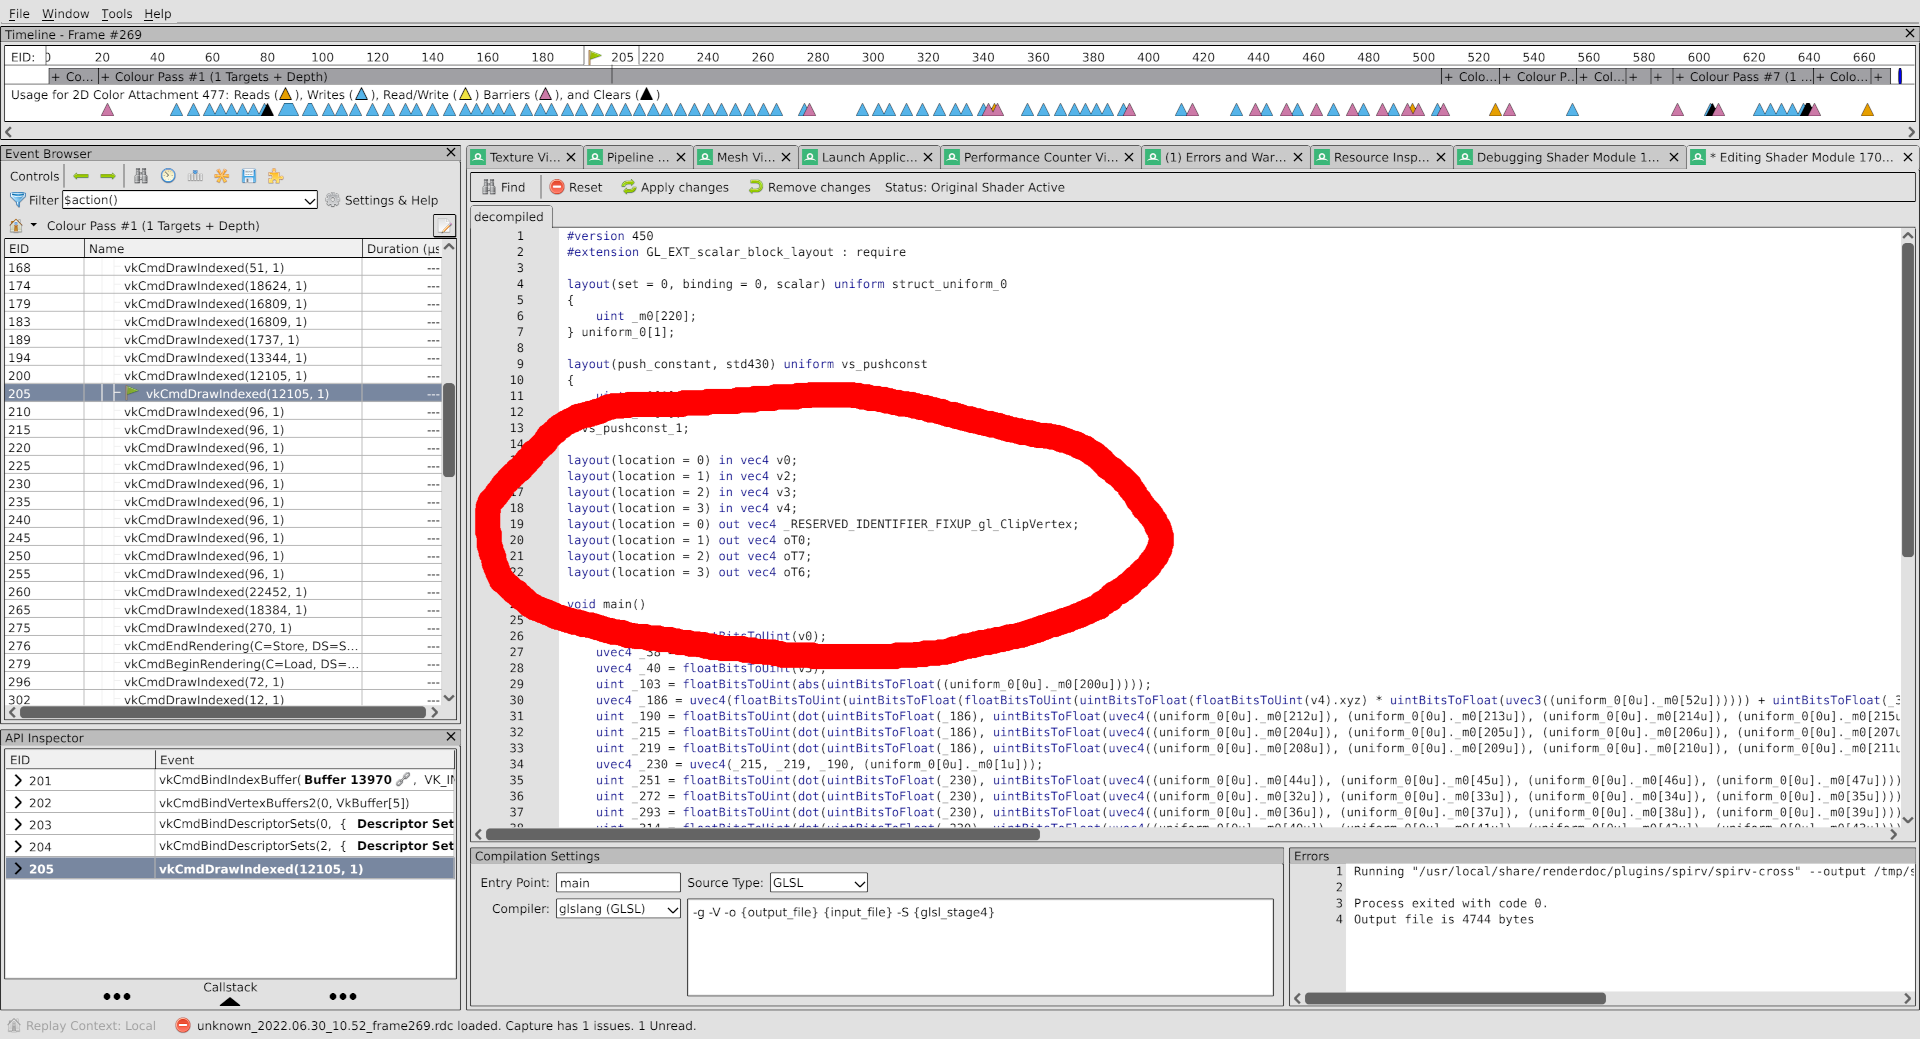 File Window Tools Help
Timeline - Frame #269
EID: 0 20 40 60 80 100 120 140 160 180 205 220 240 260 280 300 320 340 360 380 400 420 440 460 480 500 520 540 560 580 600 620 640 660
+ Co... + Colour Pass #1 (1 Targets + Depth) + Colo... + Colour P... + Col... + + + Colour Pass #7 (1 ... + Colo... +
Usage for 2D Color Attachment 477: Reads ( ), Writes ( ), Read/Write ( ) Barriers ( ), and Clears ( )
Event Browser
Controls
Filter $action() Settings & Help
Colour Pass #1 (1 Targets + Depth)
EID Name Duration (µs
168 vkCmdDrawIndexed(51, 1) ---
174 vkCmdDrawIndexed(18624, 1) ---
179 vkCmdDrawIndexed(16809, 1) ---
183 vkCmdDrawIndexed(16809, 1) ---
189 vkCmdDrawIndexed(1737, 1) ---
194 vkCmdDrawIndexed(13344, 1) ---
200 vkCmdDrawIndexed(12105, 1) ---
205 vkCmdDrawIndexed(12105, 1) ---
210 vkCmdDrawIndexed(96, 1) ---
215 vkCmdDrawIndexed(96, 1) ---
220 vkCmdDrawIndexed(96, 1) ---
225 vkCmdDrawIndexed(96, 1) ---
230 vkCmdDrawIndexed(96, 1) ---
235 vkCmdDrawIndexed(96, 1) ---
240 vkCmdDrawIndexed(96, 1) ---
245 vkCmdDrawIndexed(96, 1) ---
250 vkCmdDrawIndexed(96, 1) ---
255 vkCmdDrawIndexed(96, 1) ---
260 vkCmdDrawIndexed(22452, 1) ---
265 vkCmdDrawIndexed(18384, 1) ---
275 vkCmdDrawIndexed(270, 1) ---
276 vkCmdEndRendering(C=Store, DS=S... ---
279 vkCmdBeginRendering(C=Load, DS=... ---
296 vkCmdDrawIndexed(72, 1) ---
302 vkCmdDrawIndexed(12, 1) ---
API Inspector
EID Event
201 vkCmdBindIndexBuffer( Buffer 13970 , VK_IN
202 vkCmdBindVertexBuffers2(0, VkBuffer[5])
203 vkCmdBindDescriptorSets(0, { Descriptor Set
204 vkCmdBindDescriptorSets(2, { Descriptor Set
205 vkCmdDrawIndexed(12105, 1)
Callstack
Texture Vi... Pipeline ... Mesh Vi... Launch Applic... Performance Counter Vi... (1) Errors and War... Resource Insp... Debugging Shader Module 1... * Editing Shader Module 170...
Find Reset Apply changes Remove changes Status: Original Shader Active
decompiled
1 #version 450
2 #extension GL_EXT_scalar_block_layout : require
3
4 layout(set = 0, binding = 0, scalar) uniform struct_uniform_0
5 {
6 uint _m0[220];
7 } uniform_0[1];
8
9 layout(push_constant, std430) uniform vs_pushconst
10 {
11
12
13 vs_pushconst_1;
14
layout(location = 0) in vec4 v0;
layout(location = 1) in vec4 v2;
17 layout(location = 2) in vec4 v3;
18 layout(location = 3) in vec4 v4;
19 layout(location = 0) out vec4 _RESERVED_IDENTIFIER_FIXUP_gl_ClipVertex;
20 layout(location = 1) out vec4 oT0;
21 layout(location = 2) out vec4 oT7;
22 layout(location = 3) out vec4 oT6;
void main()
25
26 floatBitsToUint(v0);
27 uvec4 _38
28 uvec4 _40 = floatBitsToUint(v3);
29 uint _103 = floatBitsToUint(abs(uintBitsToFloat((uniform_0[0u]._m0[200u]))));
30 uvec4 _186 = uvec4(floatBitsToUint(uintBitsToFloat(floatBitsToUint(uintBitsToFloat(floatBitsToUint(v4).xyz) * uintBitsToFloat(uvec3((uniform_0[0u]._m0[52u]))))) + uintBitsToFloat(_3
31 uint _190 = floatBitsToUint(dot(uintBitsToFloat(_186), uintBitsToFloat(uvec4((uniform_0[0u]._m0[212u]), (uniform_0[0u]._m0[213u]), (uniform_0[0u]._m0[214u]), (uniform_0[0u]._m0[215u
32 uint _215 = floatBitsToUint(dot(uintBitsToFloat(_186), uintBitsToFloat(uvec4((uniform_0[0u]._m0[204u]), (uniform_0[0u]._m0[205u]), (uniform_0[0u]._m0[206u]), (uniform_0[0u]._m0[207u
33 uint _219 = floatBitsToUint(dot(uintBitsToFloat(_186), uintBitsToFloat(uvec4((uniform_0[0u]._m0[208u]), (uniform_0[0u]._m0[209u]), (uniform_0[0u]._m0[210u]), (uniform_0[0u]._m0[211u
34 uvec4 _230 = uvec4(_215, _219, _190, (uniform_0[0u]._m0[1u]));
35 uint _251 = floatBitsToUint(dot(uintBitsToFloat(_230), uintBitsToFloat(uvec4((uniform_0[0u]._m0[44u]), (uniform_0[0u]._m0[45u]), (uniform_0[0u]._m0[46u]), (uniform_0[0u]._m0[47u]))))
36 uint _272 = floatBitsToUint(dot(uintBitsToFloat(_230), uintBitsToFloat(uvec4((uniform_0[0u]._m0[32u]), (uniform_0[0u]._m0[33u]), (uniform_0[0u]._m0[34u]), (uniform_0[0u]._m0[35u]))))
37 uint _293 = floatBitsToUint(dot(uintBitsToFloat(_230), uintBitsToFloat(uvec4((uniform_0[0u]._m0[36u]), (uniform_0[0u]._m0[37u]), (uniform_0[0u]._m0[38u]), (uniform_0[0u]._m0[39u]))))
Compilation Settings
Entry Point: main Source Type: GLSL
Compiler: glslang (GLSL) -g -V -o {output_file} {input_file} -S {glsl_stage4}
Errors
1 Running "/usr/local/share/renderdoc/plugins/spirv/spirv-cross" --output /tmp/s
2
3 Process exited with code 0.
4 Output file is 4744 bytes
Replay Context: Local unknown_2022.06.30_10.52_frame269.rdc loaded. Capture has 1 issues. 1 Unread.